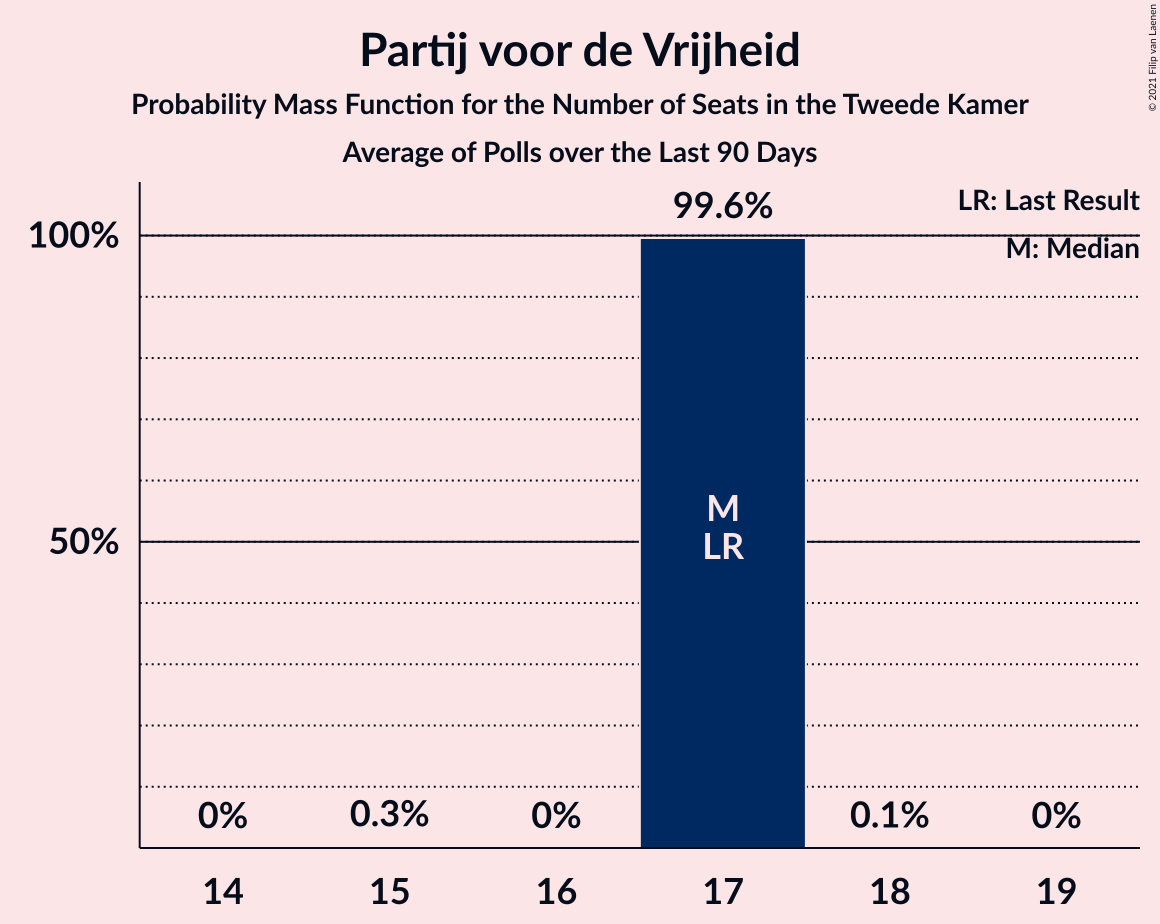 Partij voor de Vrijheid
Probability Mass Function for the Number of Seats in the Tweede Kamer
Average of Polls over the Last 90 Days
© 2021 Filip van Laenen
LR: Last Result
M: Median
99.6%
100%
50%
M
LR
0% 0.3% 0% 0.1% 0%
14 15 16 17 18 19